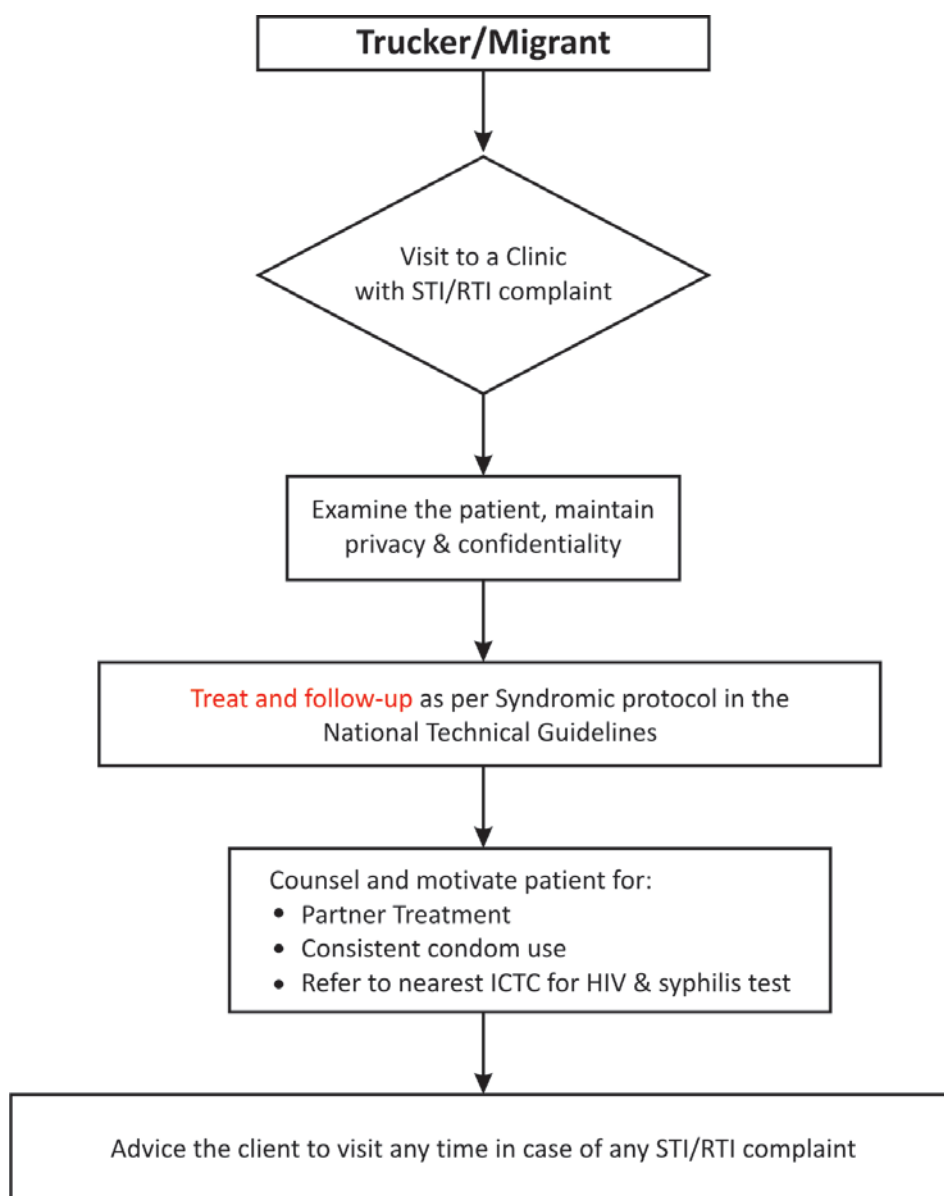 Trucker/Migrant
Visit to a Clinic
with STI/RTI complaint
Examine the patient, maintain
privacy & confidentiality
Treat and follow-up as per Syndromic protocol in the
National Technical Guidelines
Counsel and motivate patient for:
• Partner Treatment
• Consistent condom use
• Refer to nearest ICTC for HIV & syphilis test
Advice the client to visit any time in case of any STI/RTI complaint